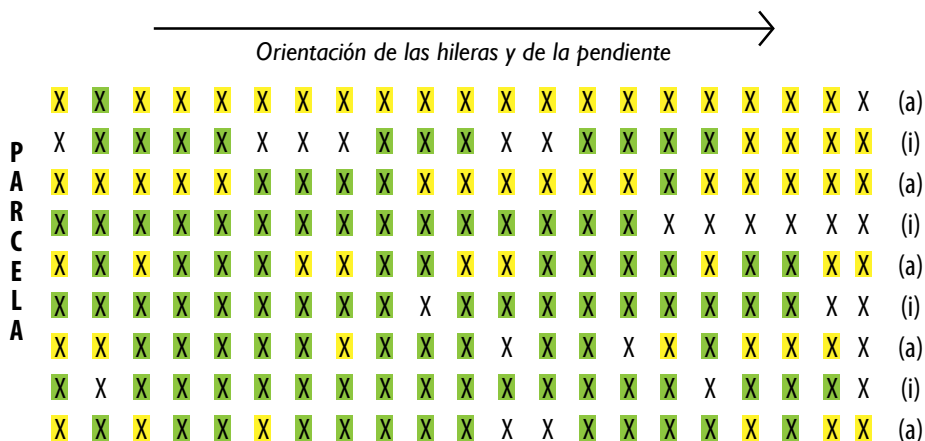 Orientación de las hileras y de la pendiente
PARCELA
X X X X X X X X X X X X X X X X X X X X X (a)
X X X X X X X X X X X X X X X X X X X X X (i)
X X X X X X X X X X X X X X X X X X X X X (a)
X X X X X X X X X X X X X X X X X X X X X (i)
X X X X X X X X X X X X X X X X X X X X X (a)
X X X X X X X X X X X X X X X X X X X X X (i)
X X X X X X X X X X X X X X X X X X X X X (a)
X X X X X X X X X X X X X X X X X X X X X (i)
X X X X X X X X X X X X X X X X X X X X X (a)